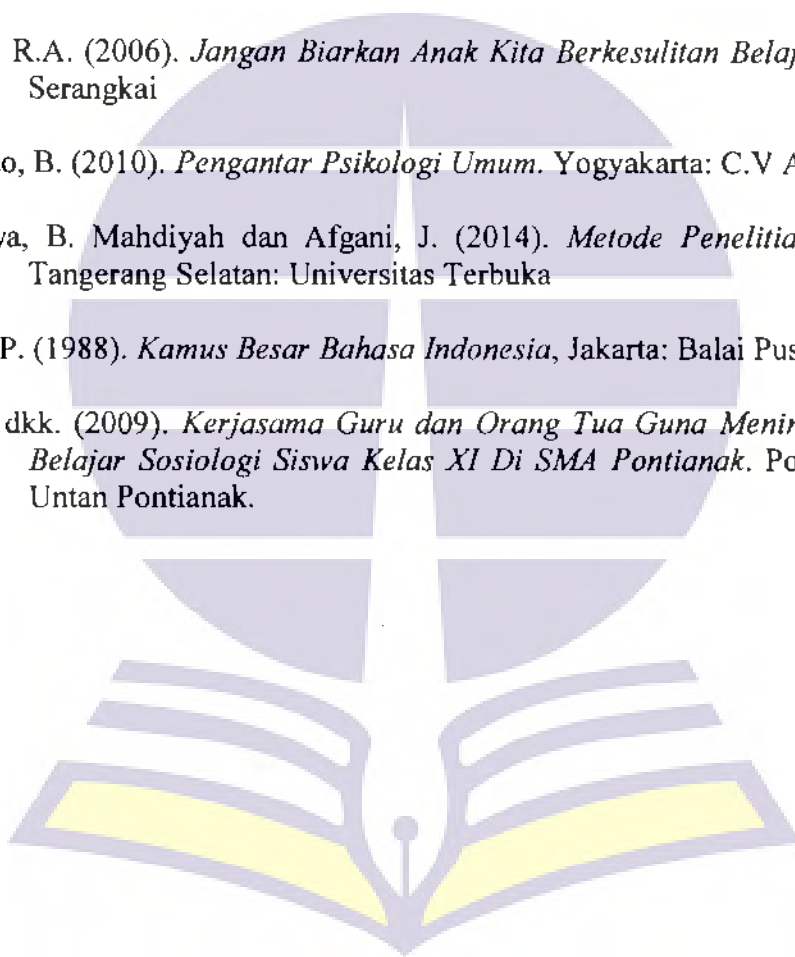 R.A. (2006). Jangan Biarkan Anak Kita Berkesulitan Belaj
Serangkai
o, B. (2010). Pengantar Psikologi Umum. Yogyakarta: C.V A
ya, B. Mahdiyah dan Afgani, J. (2014). Metode Penelitia
Tangerang Selatan: Universitas Terbuka
P. (1988). Kamus Besar Bahasa Indonesia, Jakarta: Balai Pus
dkk. (2009). Kerjasama Guru dan Orang Tua Guna Menin
Belajar Sosiologi Siswa Kelas XI Di SMA Pontianak. Po
Untan Pontianak.